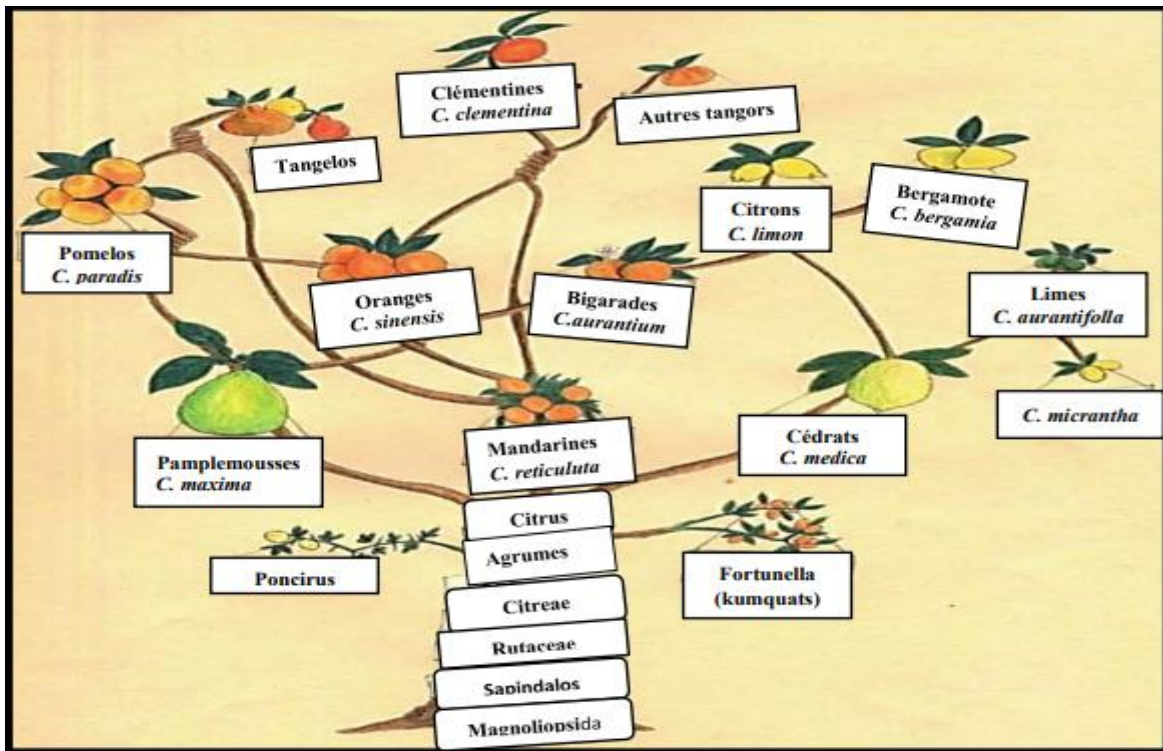 Clémentines
C. clementina
Autres tangors
Tangelos
Bergamote
C. bergamia
Citrons
C. limon
Pomelos
C. paradis
Oranges
C. sinensis
Bigarades
C.aurantium
Limes
C. aurantifolla
C. micrantha
Mandarines
C. reticuluta
Cédrats
C. medica
Pamplemousses
C. maxima
Citrus
Agrumes
Poncirus
Fortunella
(kumquats)
Citreae
Rutaceae
Sapindalos
Magnoliopsida